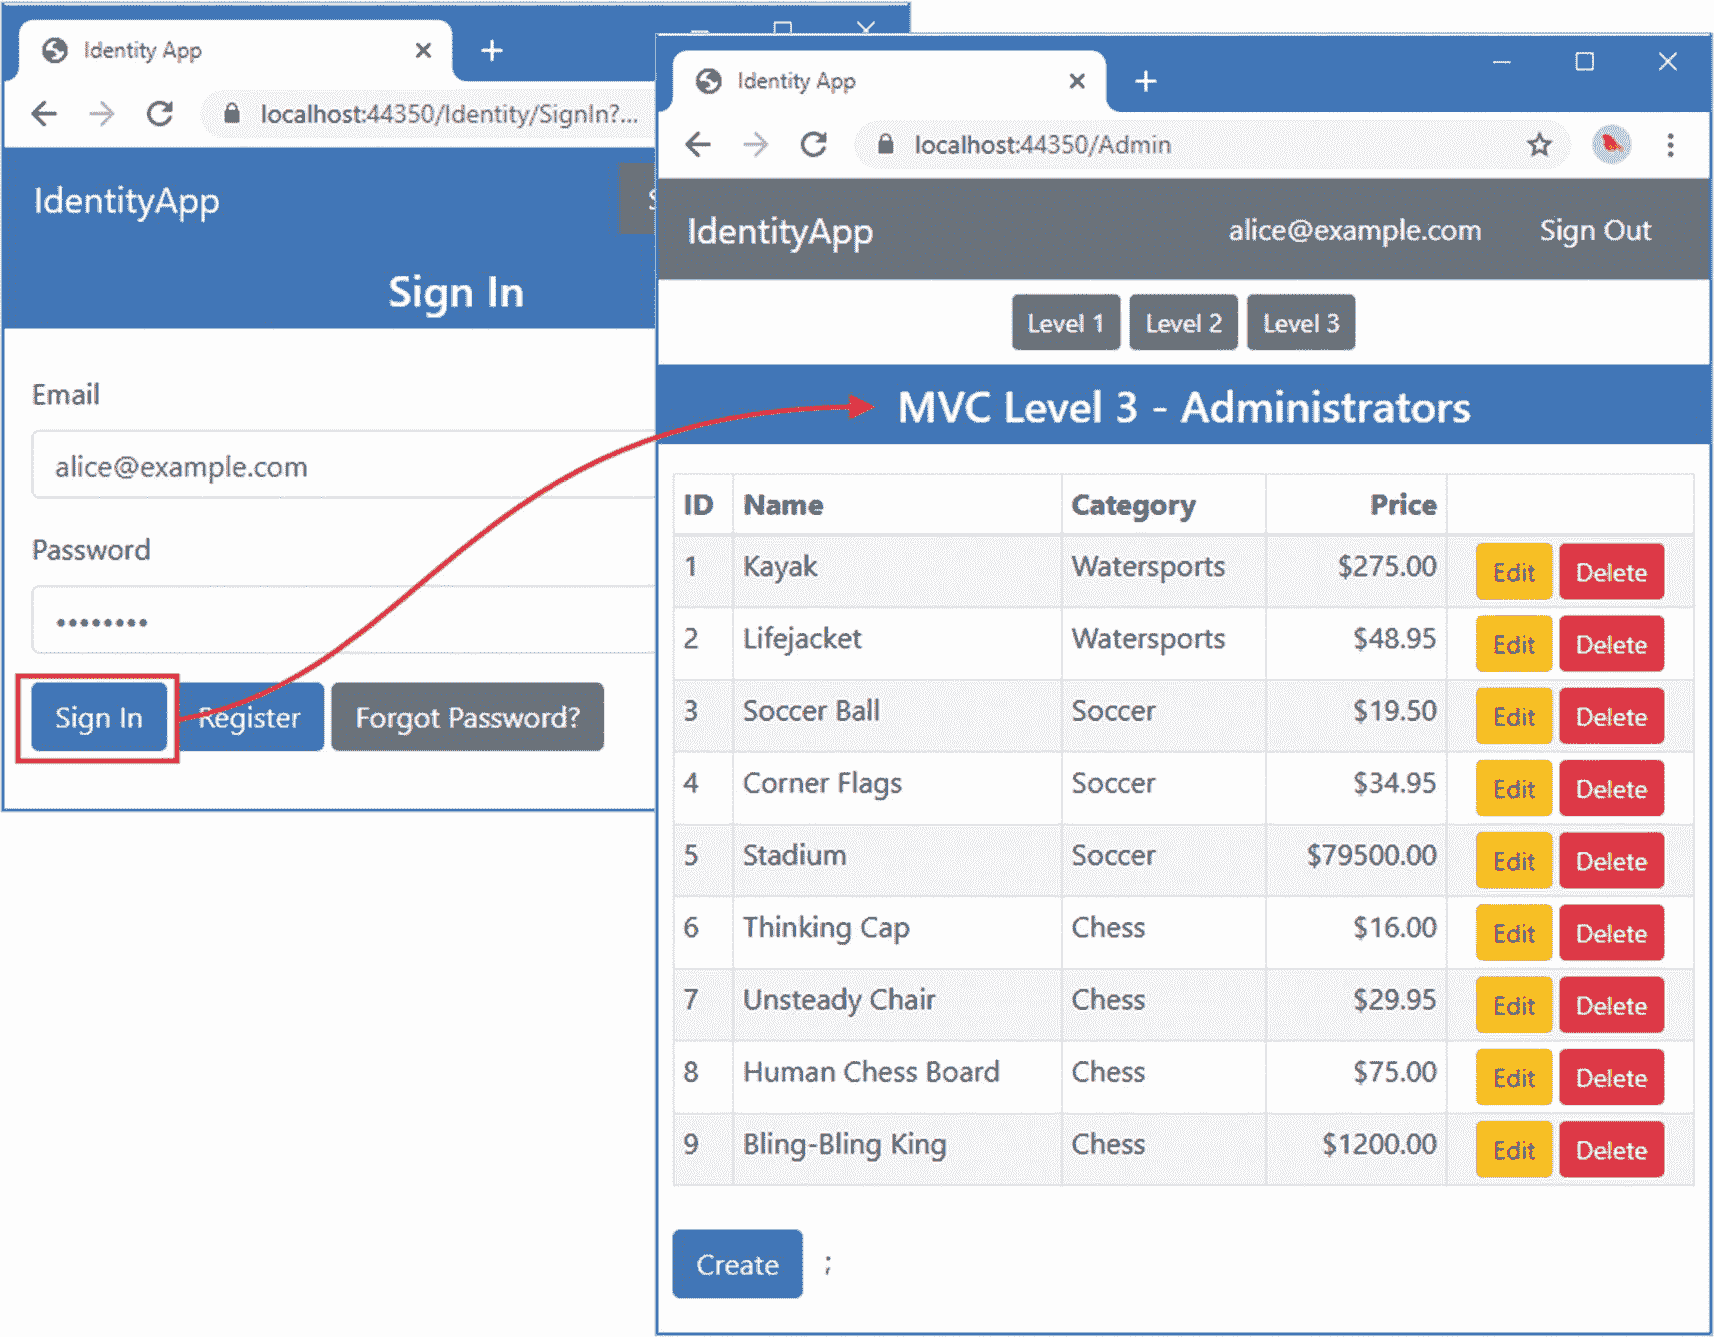 Identity App
localhost:44350/Identity/SignIn?...
IdentityApp
Sign In
Email
alice@example.com
Password
••••••••
Sign In Register Forgot Password?
Identity App
localhost:44350/Admin
IdentityApp alice@example.com Sign Out
Level 1 Level 2 Level 3
MVC Level 3 - Administrators
ID Name Category Price
1 Kayak Watersports $275.00 Edit Delete
2 Lifejacket Watersports $48.95 Edit Delete
3 Soccer Ball Soccer $19.50 Edit Delete
4 Corner Flags Soccer $34.95 Edit Delete
5 Stadium Soccer $79500.00 Edit Delete
6 Thinking Cap Chess $16.00 Edit Delete
7 Unsteady Chair Chess $29.95 Edit Delete
8 Human Chess Board Chess $75.00 Edit Delete
9 Bling-Bling King Chess $1200.00 Edit Delete
Create ;